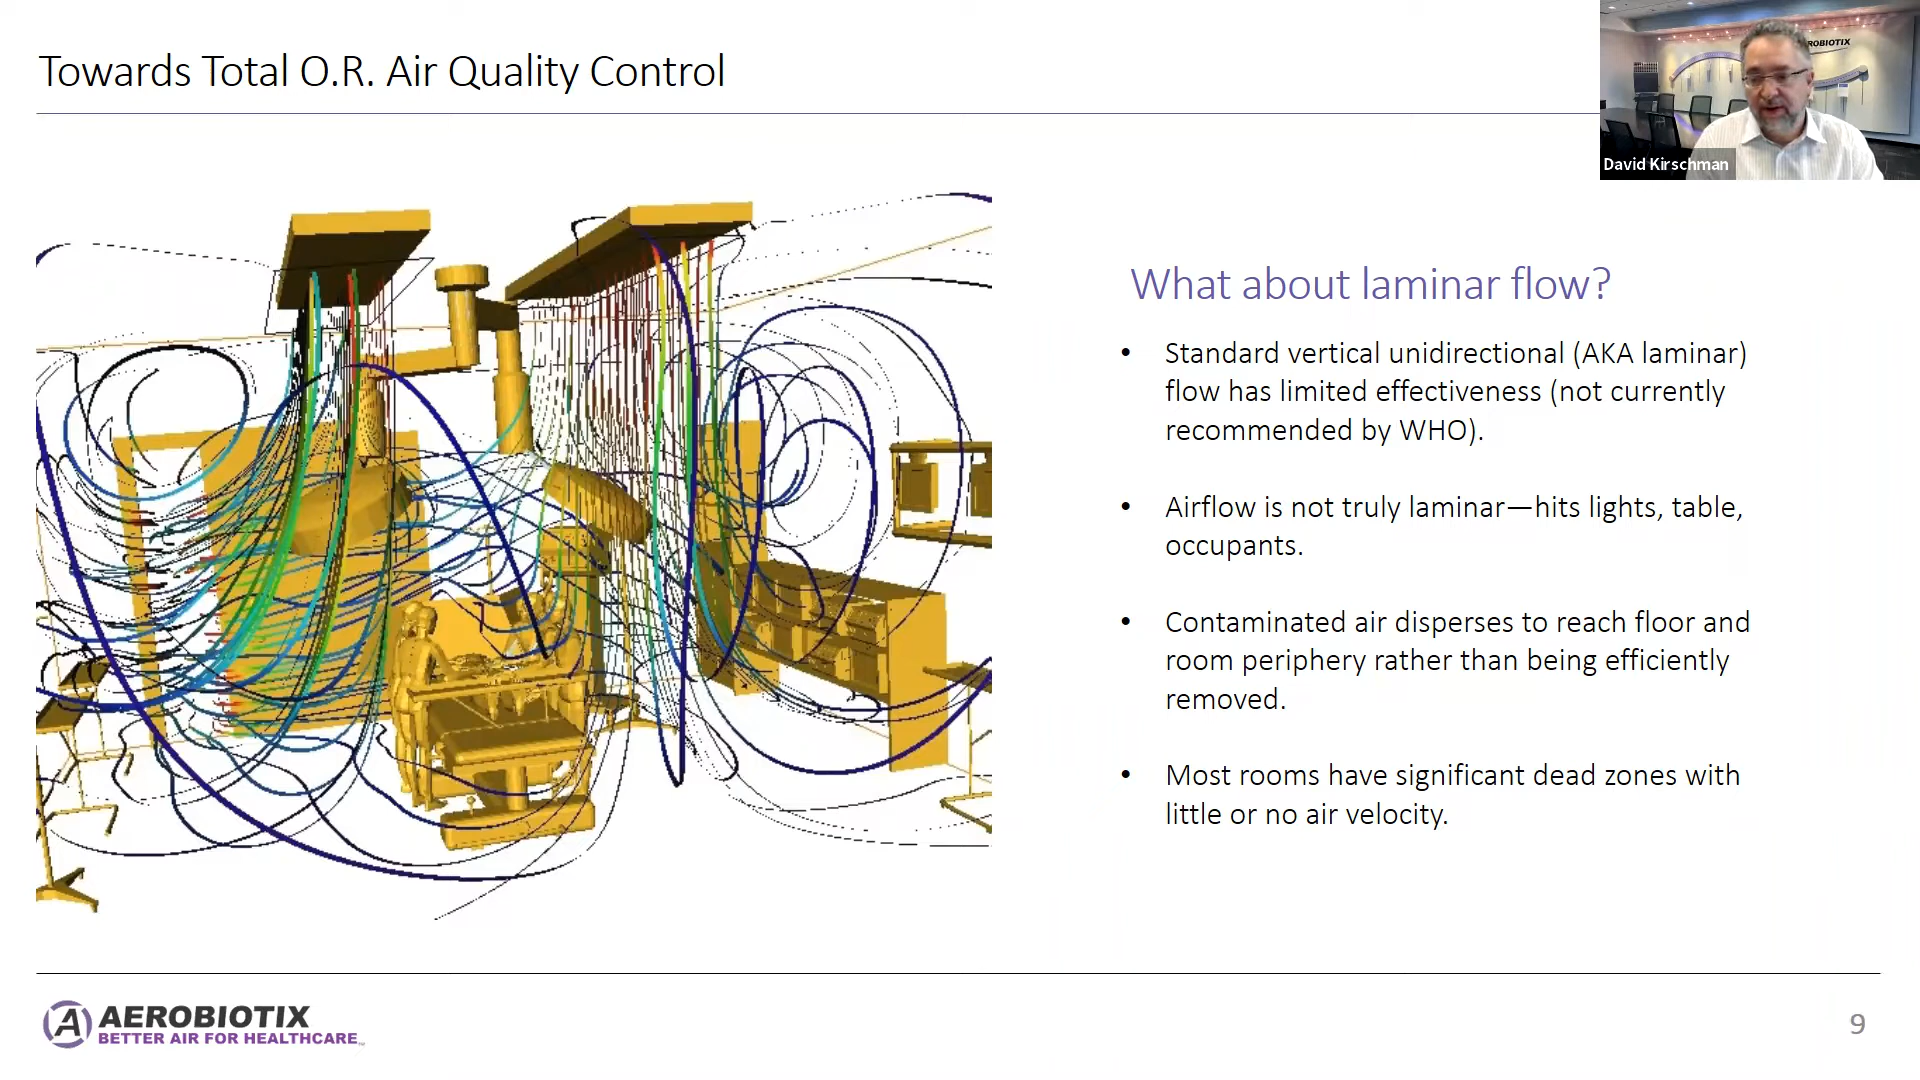 Towards Total O.R. Air Quality Control
ROBIOTIX
David Kirschman
What about laminar flow?
• Standard vertical unidirectional (AKA laminar)
flow has limited effectiveness (not currently
recommended by WHO).
• Airflow is not truly laminar—hits lights, table,
occupants.
• Contaminated air disperses to reach floor and
room periphery rather than being efficiently
removed.
• Most rooms have significant dead zones with
little or no air velocity.
A AEROBIOTIX
BETTER AIR FOR HEALTHCARE™
9